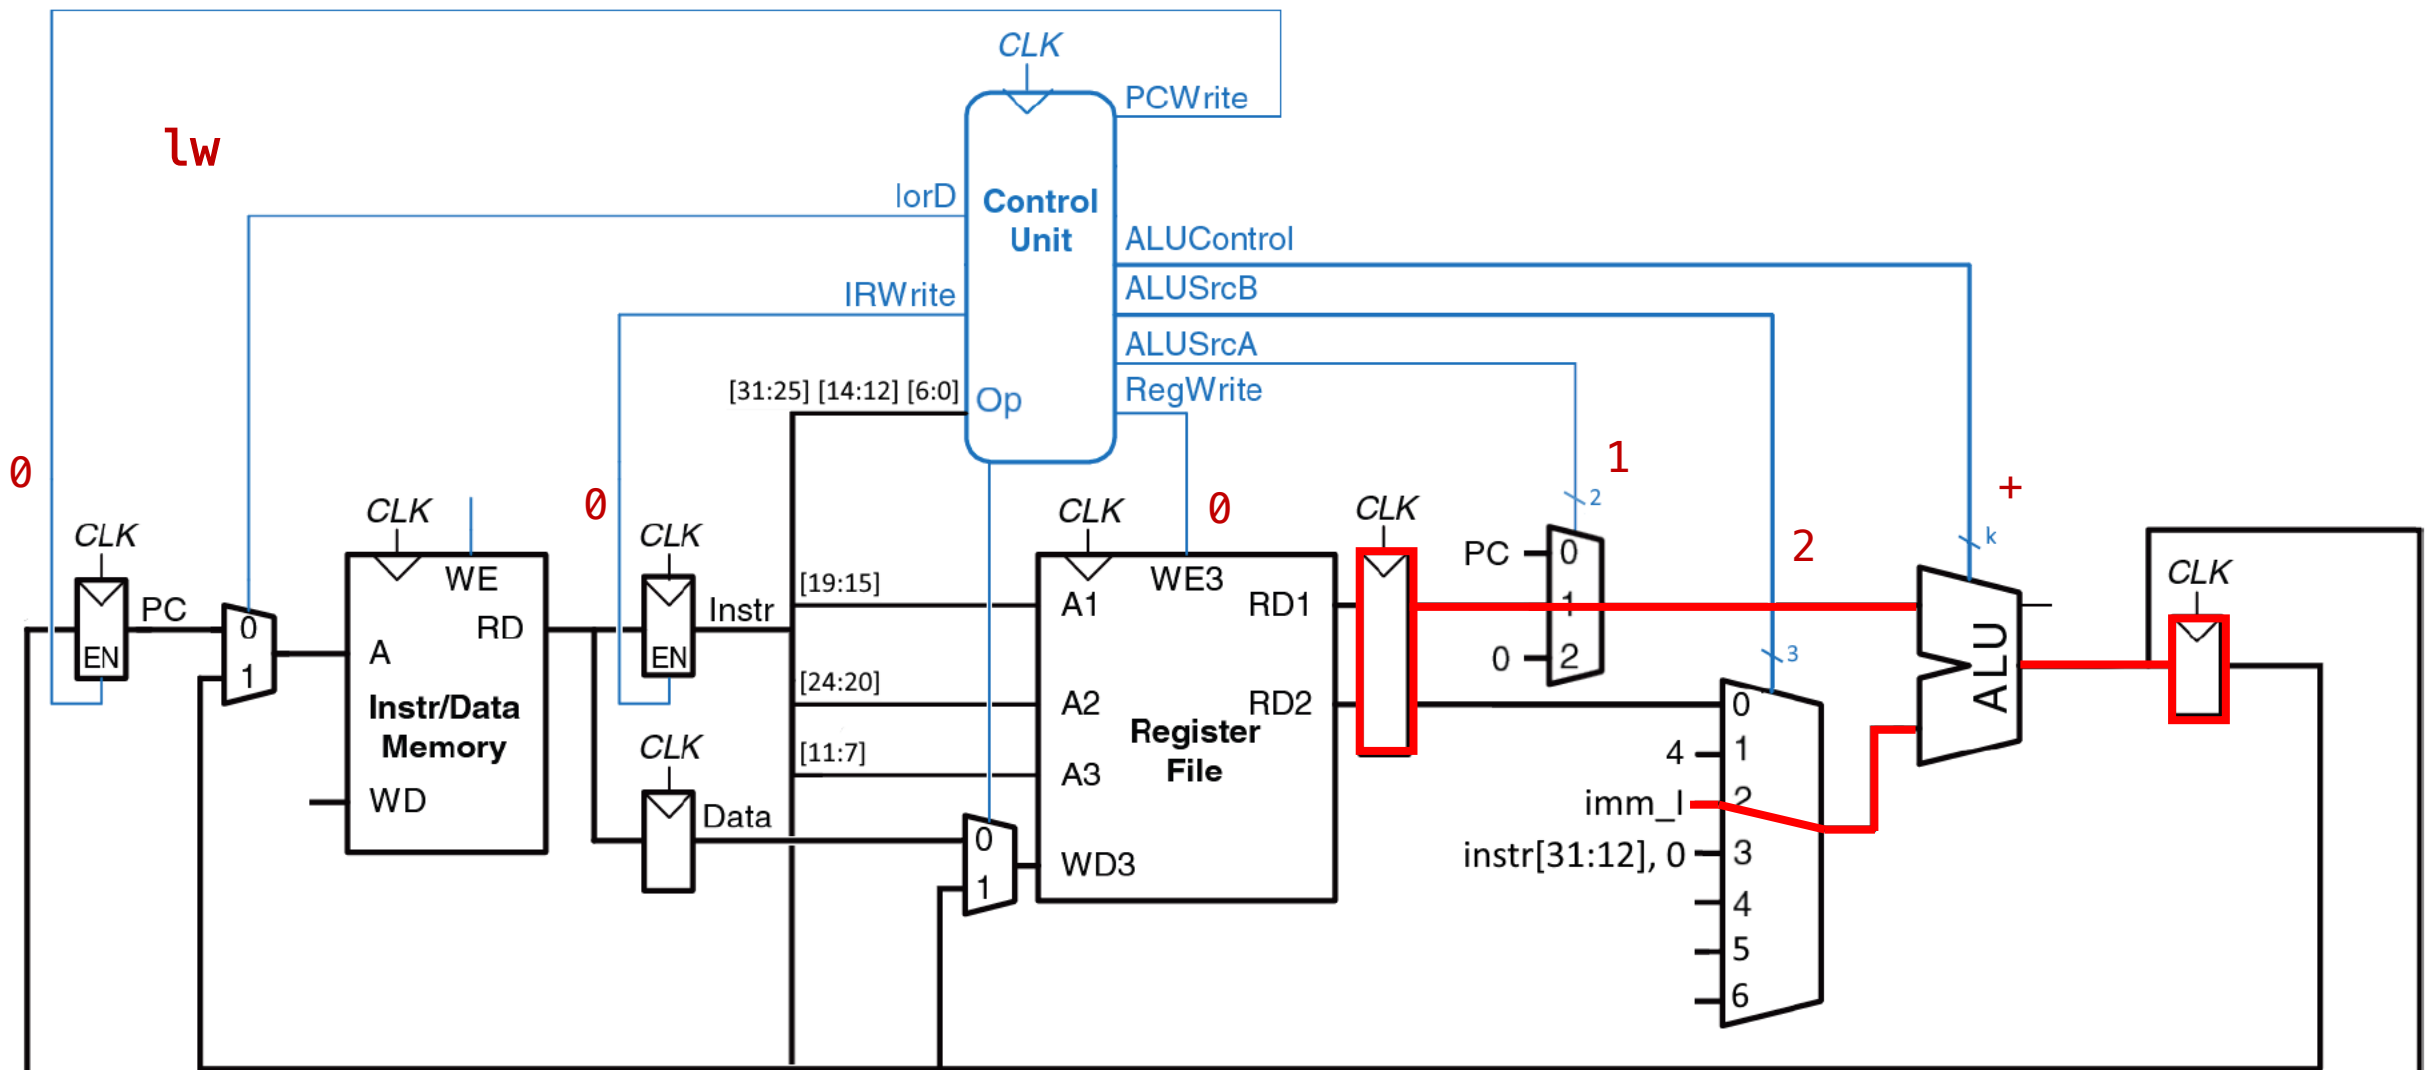 CLK
PCWrite
lw
IorD
Control
Unit
ALUControl
ALUSrcB
IRWrite
ALUSrcA
[31:25] [14:12] [6:0]
Op
RegWrite
0
0
0
1
2
+
2
3
k
CLK
CLK
CLK
CLK
CLK
CLK
PC
EN
0
1
WE
A
RD
Instr/Data
Memory
WD
EN
Instr
[19:15]
[24:20]
[11:7]
CLK
Data
0
1
A1
A2
A3
WD3
WE3
RD1
RD2
Register
File
PC
0
1
0
2
0
4
1
imm_I
2
instr[31:12], 0
3
4
5
6
ALU